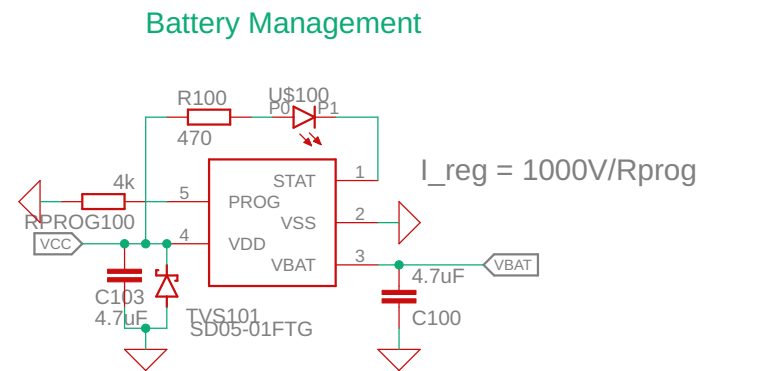 Battery Management
R100
U$100
P0
P1
470
4k
RPROG100
5
PROG
STAT
1
I_reg = 1000V/Rprog
VSS
2
VCC
4
VDD
VBAT
3
VBAT
C103
4.7uF
TVS101
SD05-01FTG
4.7uF
C100